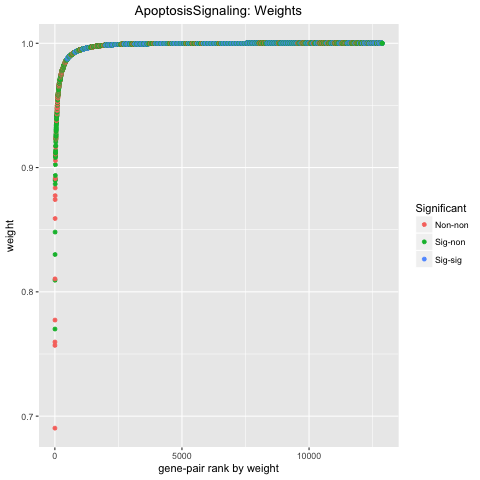 ApoptosisSignaling: Weights
1.0
0.9
0.8
0.7
weight
0
5000
10000
gene-pair rank by weight
Significant
Non-non
Sig-non
Sig-sig